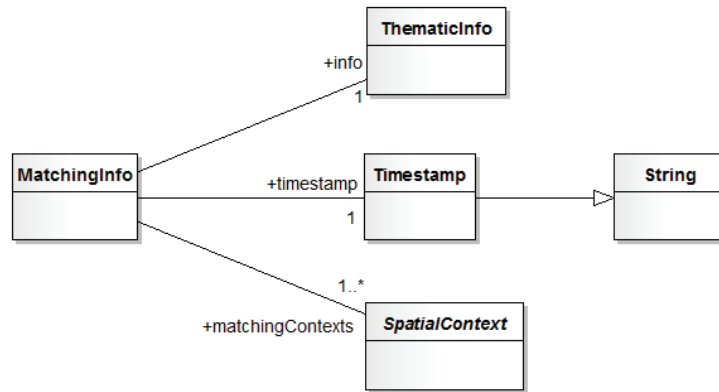 ThematicInfo
+info
1
MatchingInfo
+timestamp
1
Timestamp
String
1..*
+matchingContexts
SpatialContext